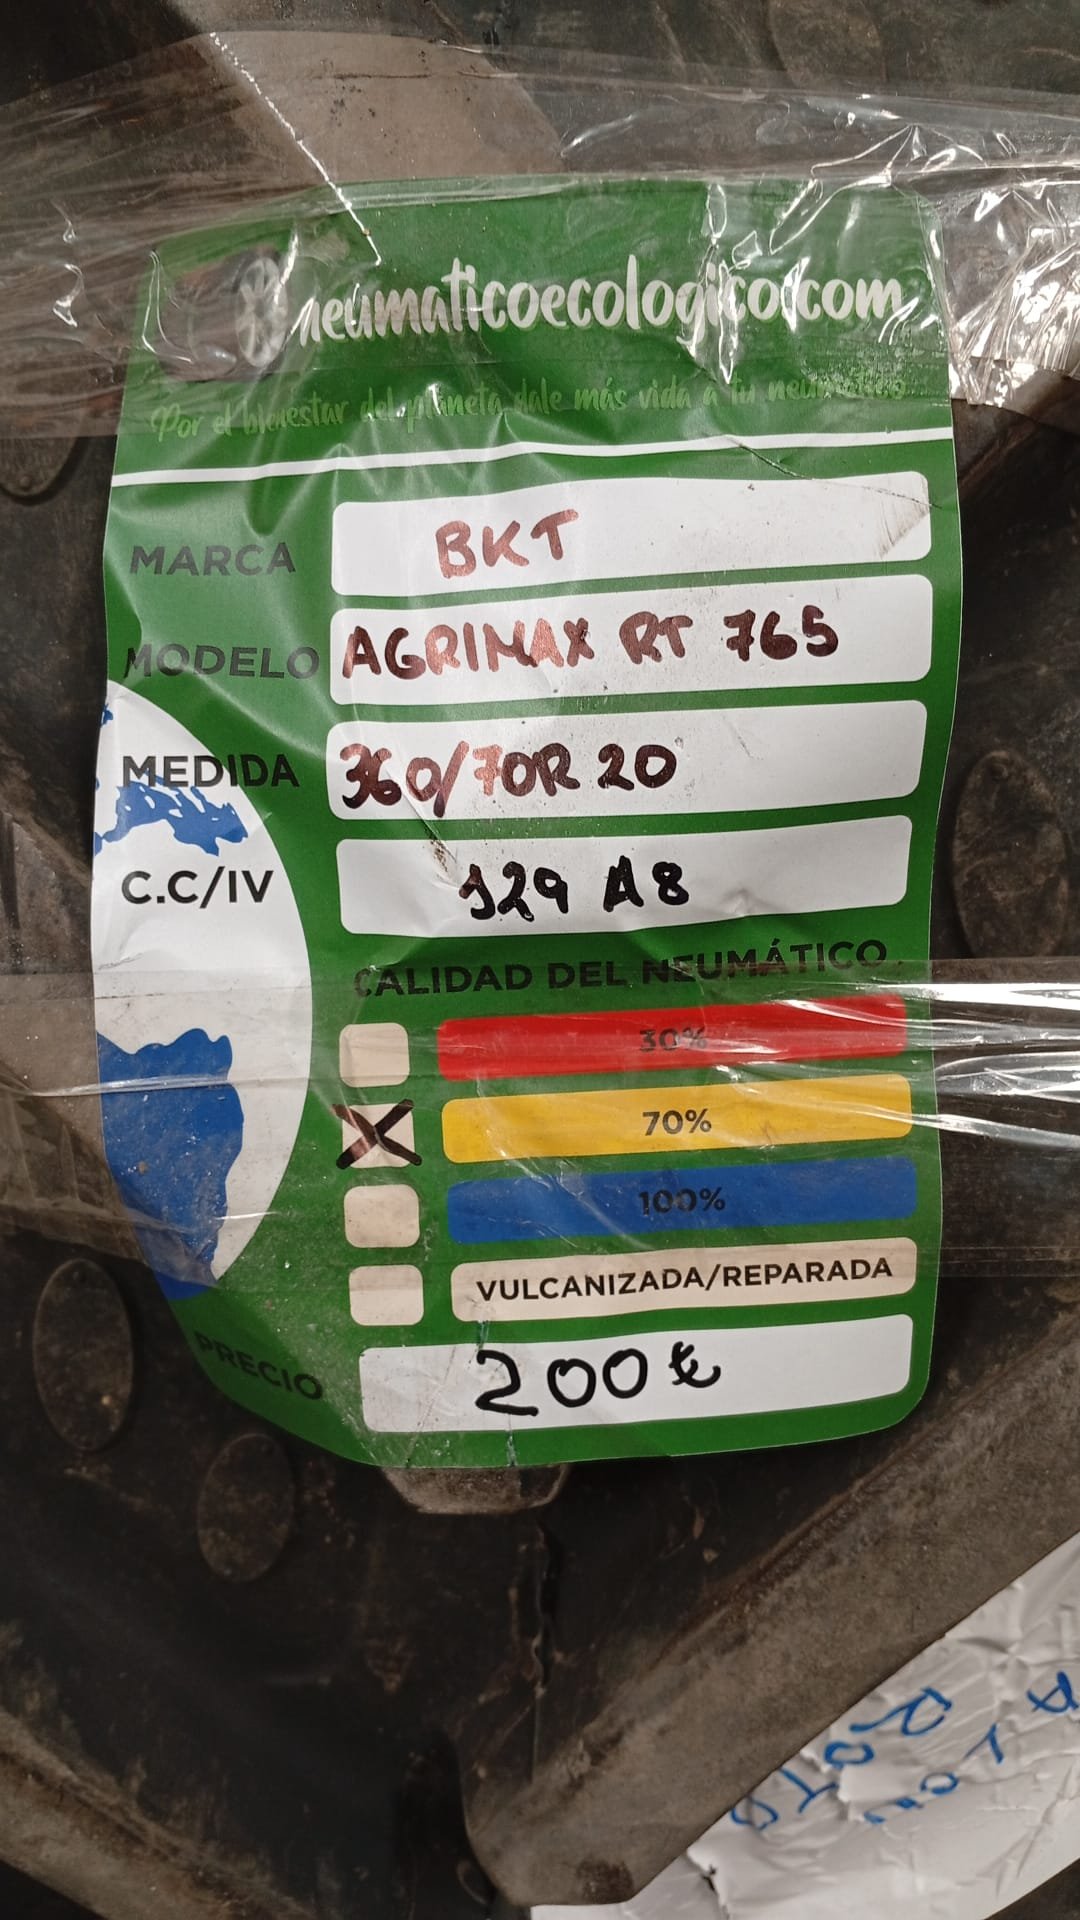 neumaticoecologico.com
Por el bienestar del planeta dale más vida a tu neumático
MARCA BKT
MODELO AGRIMAX RT 765
MEDIDA 360/70R 20
C.C/IV 129 A8
CALIDAD DEL NEUMÁTICO
30%
X 70%
100%
VULCANIZADA/REPARADA
PRECIO 200 €
ROTO